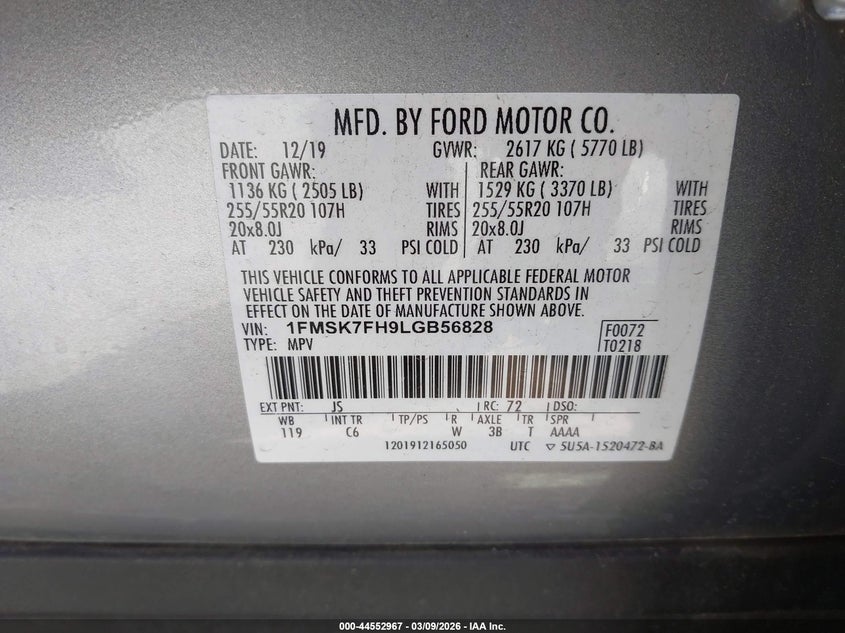 MFD. BY FORD MOTOR CO.
DATE: 12/19 GVWR: 2617 KG ( 5770 LB)
FRONT GAWR: REAR GAWR:
1136 KG ( 2505 LB) WITH 1529 KG ( 3370 LB) WITH
255/55R20 107H TIRES 255/55R20 107H TIRES
20x8.0J RIMS 20x8.0J RIMS
AT 230 kPa/ 33 PSI COLD AT 230 kPa/ 33 PSI COLD
THIS VEHICLE CONFORMS TO ALL APPLICABLE FEDERAL MOTOR
VEHICLE SAFETY AND THEFT PREVENTION STANDARDS IN
EFFECT ON THE DATE OF MANUFACTURE SHOWN ABOVE.
VIN: 1FMSK7FH9LGB56828 F0072
TYPE: MPV T0218
EXT PNT: JS RC: 72 DSO:
WB INT TR TP/PS R AXLE TR SPR
119 C6 W 3B T AAAA
1201912165050 UTC ▽ 5U5A-1520472-BA
000-44552967 - 03/09/2026 - IAA Inc.